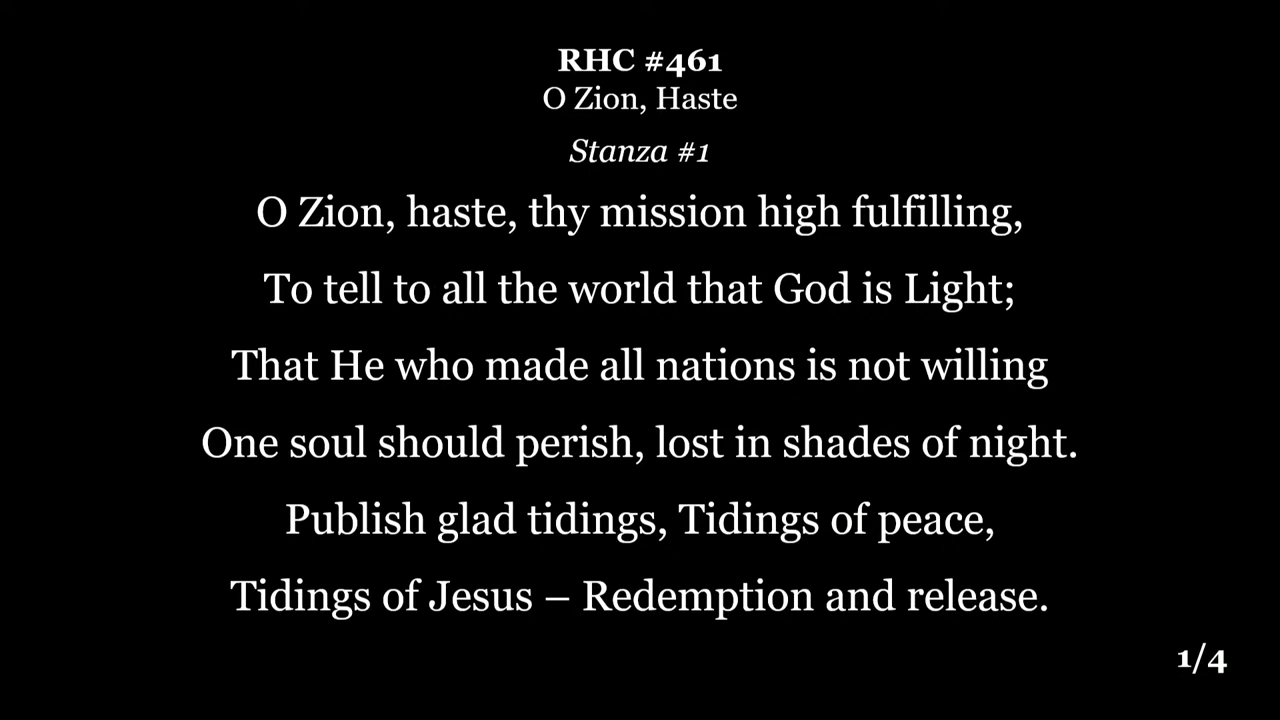 RHC #461
O Zion, Haste
Stanza #1
O Zion, haste, thy mission high fulfilling,
To tell to all the world that God is Light;
That He who made all nations is not willing
One soul should perish, lost in shades of night.
Publish glad tidings, Tidings of peace,
Tidings of Jesus – Redemption and release.
1/4